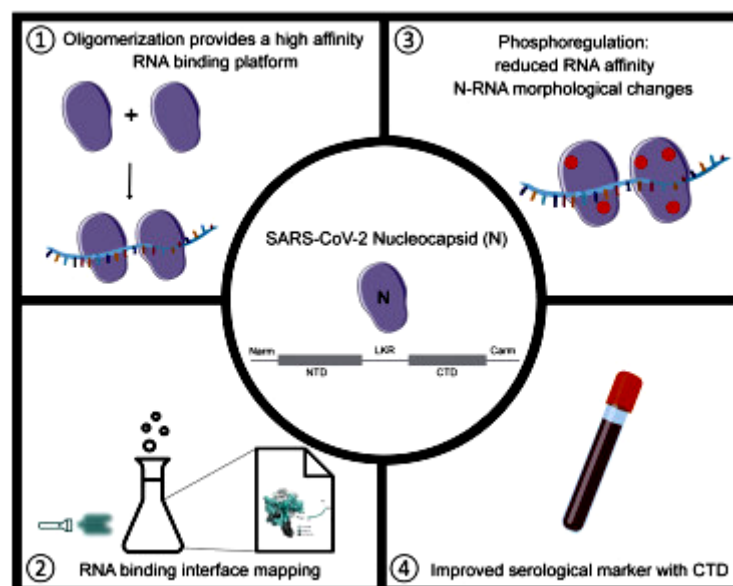 ① Oligomerization provides a high affinity
RNA binding platform
+
③ Phosphoregulation:
reduced RNA affinity
N-RNA morphological changes
SARS-CoV-2 Nucleocapsid (N)
N
Narm LKR Carm
NTD CTD
② RNA binding interface mapping
④ Improved serological marker with CTD